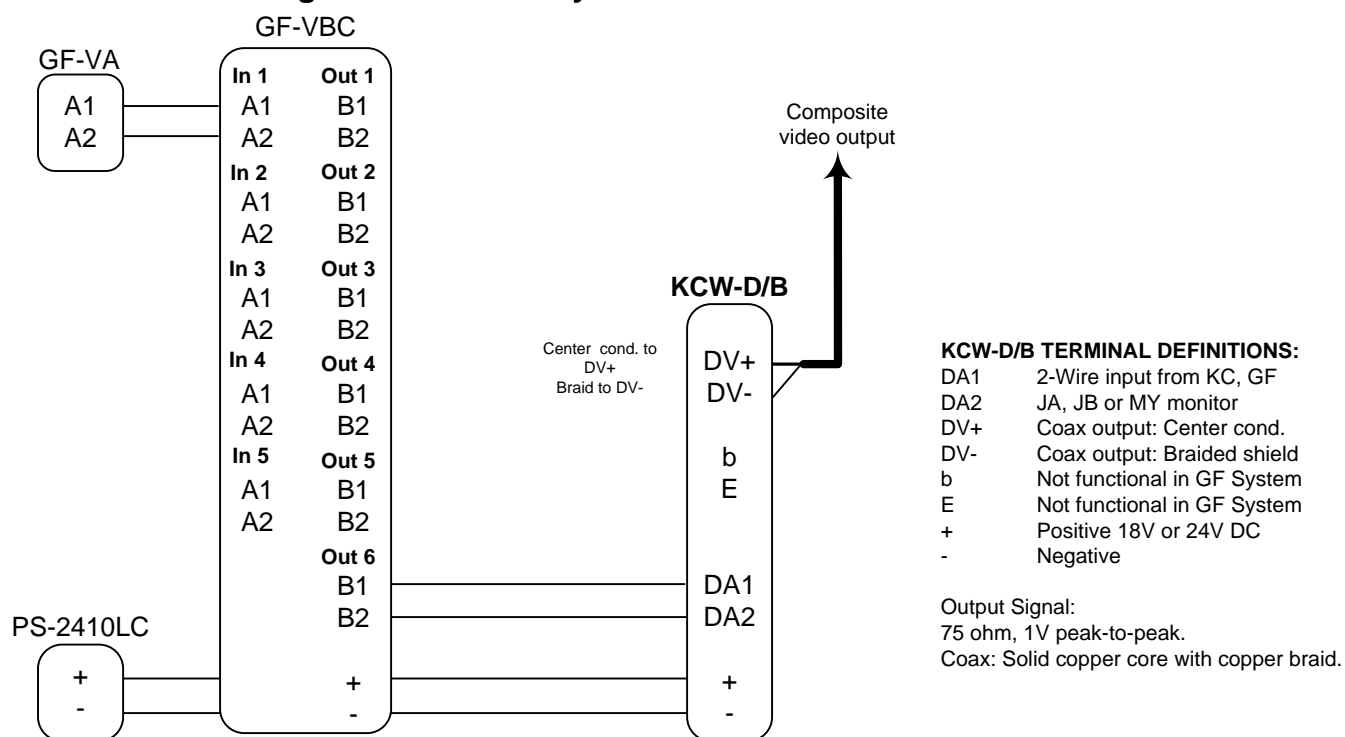 GF-VBC
GF-VA
A1
A2
In 1 Out 1
A1 B1
A2 B2
In 2 Out 2
A1 B1
A2 B2
In 3 Out 3
A1 B1
A2 B2
In 4 Out 4
A1 B1
A2 B2
In 5 Out 5
A1 B1
A2 B2
Out 6
B1
B2
+
-
PS-2410LC
+
-
Composite
video output
KCW-D/B
Center cond. to
DV+
Braid to DV-
DV+
DV-
b
E
DA1
DA2
+
-
KCW-D/B TERMINAL DEFINITIONS:
DA1 2-Wire input from KC, GF
DA2 JA, JB or MY monitor
DV+ Coax output: Center cond.
DV- Coax output: Braided shield
b Not functional in GF System
E Not functional in GF System
+ Positive 18V or 24V DC
- Negative
Output Signal:
75 ohm, 1V peak-to-peak.
Coax: Solid copper core with copper braid.